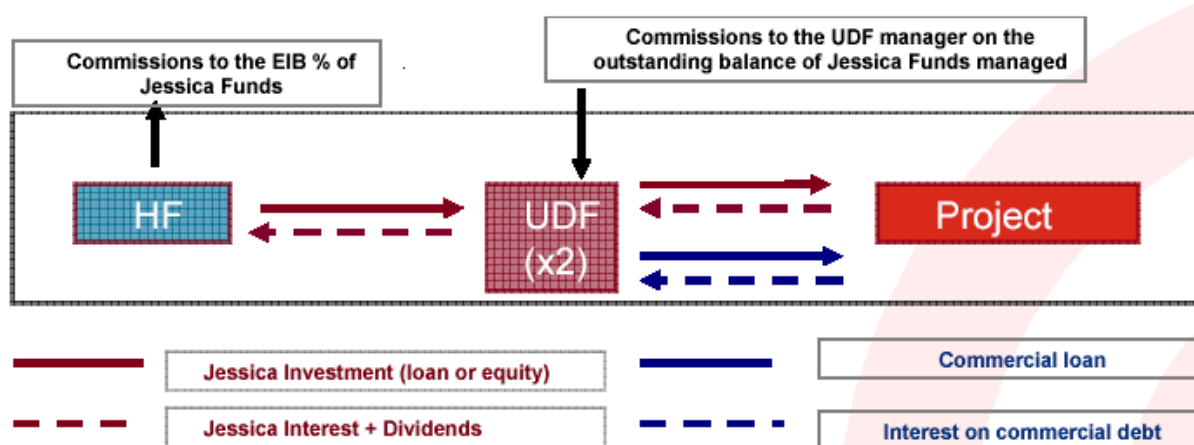 Commissions to the EIB % of
Jessica Funds
Commissions to the UDF manager on the
outstanding balance of Jessica Funds managed
HF
UDF
(x2)
Project
Jessica Investment (loan or equity)
Commercial loan
Jessica Interest + Dividends
Interest on commercial debt